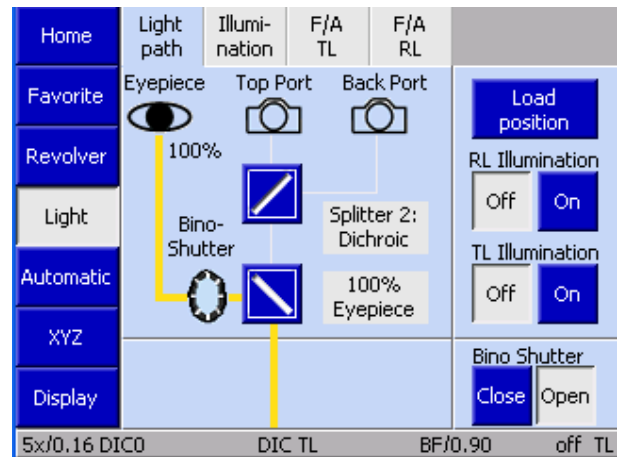 Home
Favorite
Revolver
Light
Automatic
XYZ
Display
Light
path
Illumi-
nation
F/A
TL
F/A
RL
Eyepiece
Top Port
Back Port
100%
Bino-
Shutter
Splitter 2:
Dichroic
100%
Eyepiece
Load
position
RL Illumination
Off
On
TL Illumination
Off
On
Bino Shutter
Close
Open
5x/0.16 DIC0
DIC TL
BF/0.90
off TL